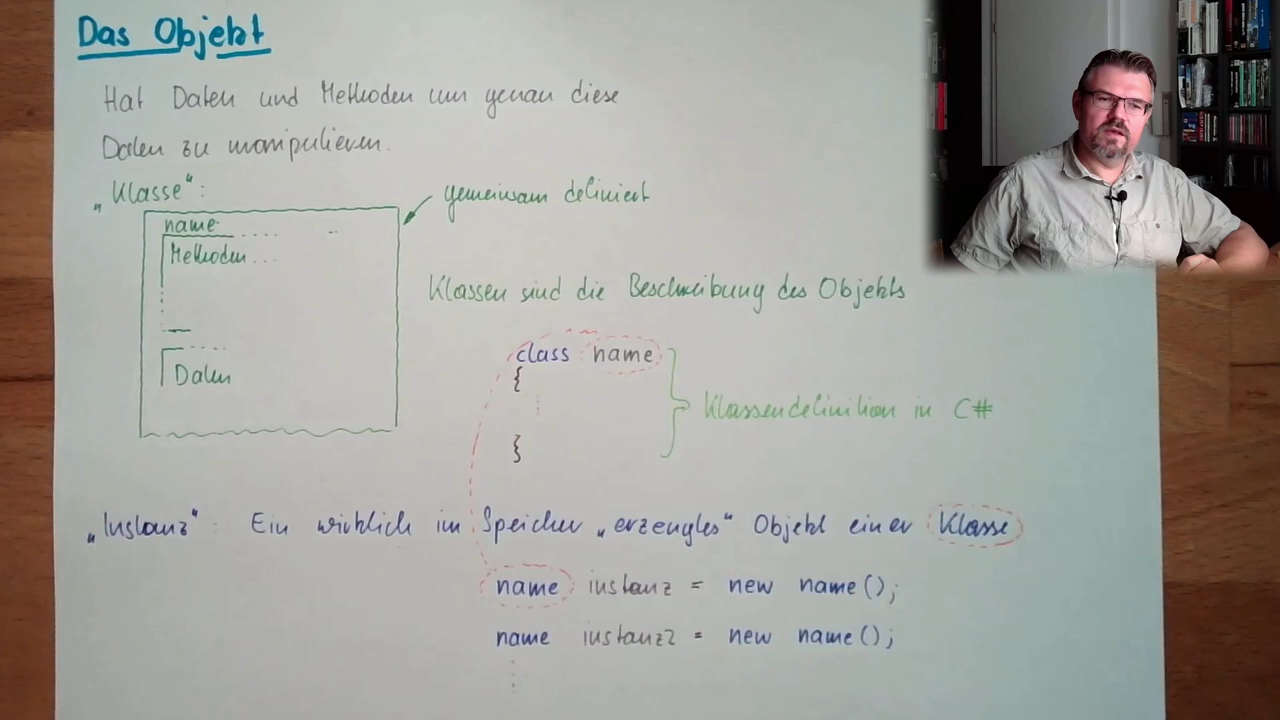 Das Objekt
Hat Daten und Methoden um genau diese
Daten zu manipulieren.
„Klasse“:
gemeinsam definiert
name
Methoden...
Daten
Klassen sind die Beschreibung des Objekts
class name
{
}
Klassendefinition in C#
„Instanz“: Ein wirklich im Speicher „erzeugtes“ Objekt einer Klasse
name instanz = new name();
name instanz2 = new name();